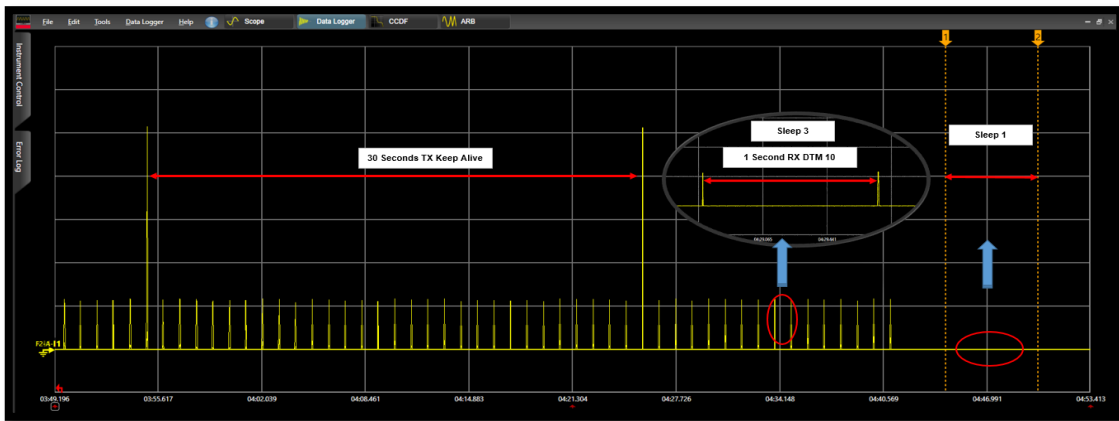 File Edit Tools Data Logger Help Scope Data Logger CCDF ARB
Instrument Control
Error Log
1 2
Sleep 3
Sleep 1
30 Seconds TX Keep Alive
1 Second RX DTM 10
03:49.196 03:55.617 04:02.039 04:08.461 04:14.883 04:21.304 04:27.726 04:34.148 04:40.569 04:46.991 04:53.413